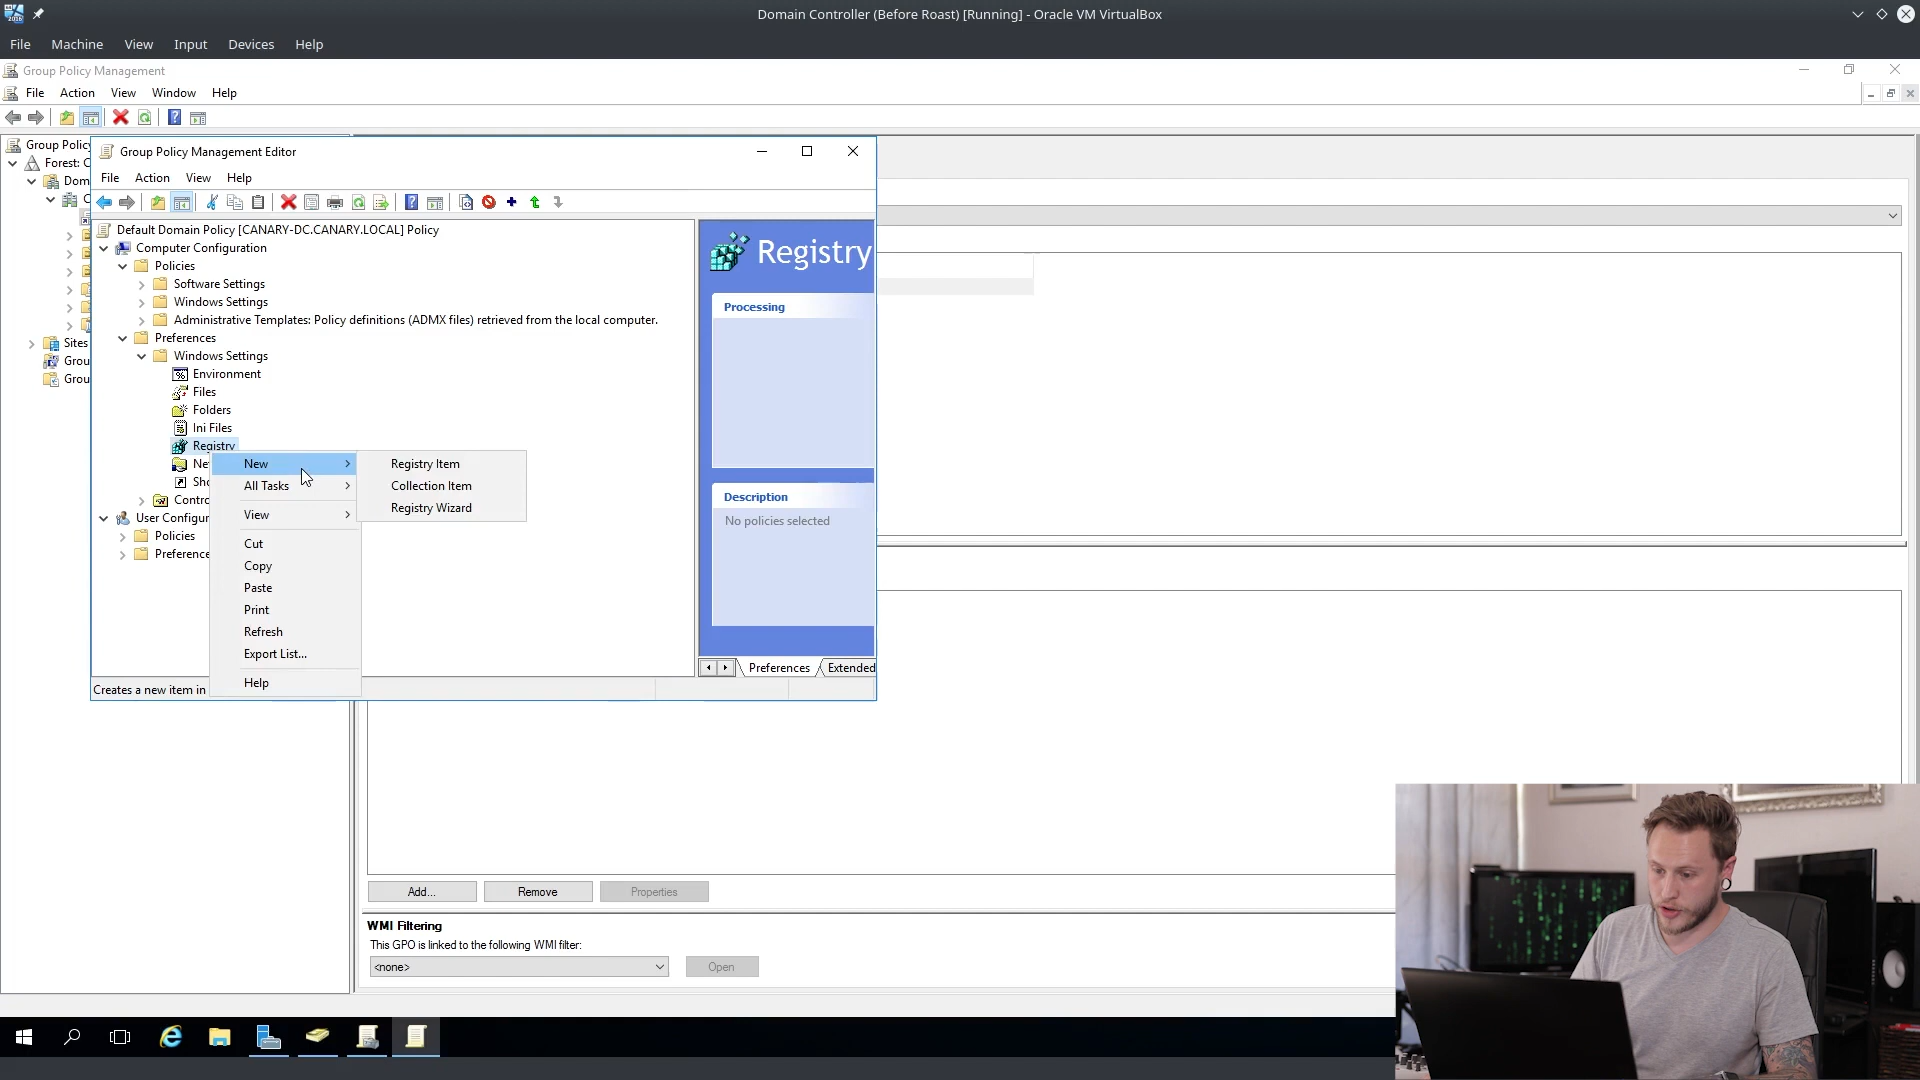 Domain Controller (Before Roast) [Running] - Oracle VM VirtualBox
File Machine View Input Devices Help
Group Policy Management
File Action View Window Help
Group Policy
Forest: C
Dom
C
Sites
Grou
Grou
Group Policy Management Editor
File Action View Help
Default Domain Policy [CANARY-DC.CANARY.LOCAL] Policy
Computer Configuration
Policies
Software Settings
Windows Settings
Administrative Templates: Policy definitions (ADMX files) retrieved from the local computer.
Preferences
Windows Settings
Environment
Files
Folders
Ini Files
Registry
Ne
Sho
Contro
User Configur
Policies
Preference
New
All Tasks
View
Cut
Copy
Paste
Print
Refresh
Export List...
Help
Registry Item
Collection Item
Registry Wizard
Registry
Processing
Description
No policies selected
Preferences Extended
Creates a new item in
Add... Remove Properties
WMI Filtering
This GPO is linked to the following WMI filter:
<none> Open